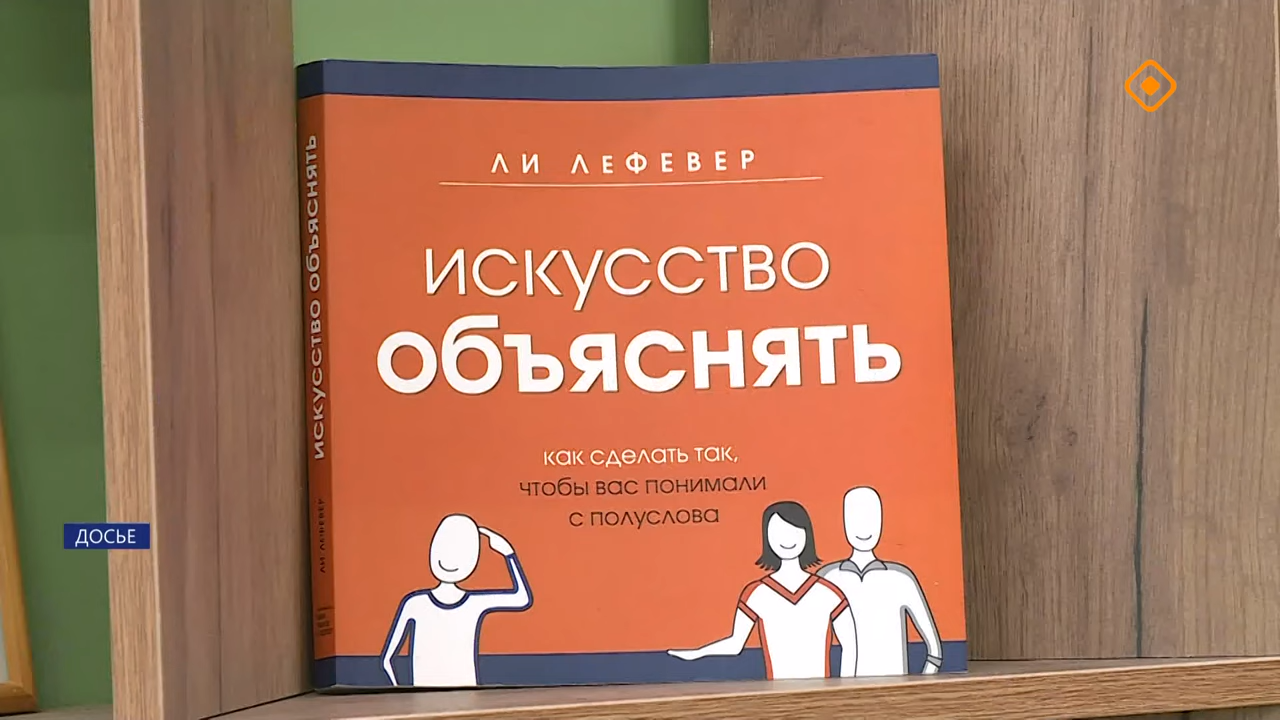 ЛИ ЛЕФЕВЕР
ИСКУССТВО
ОБЪЯСНЯТЬ
как сделать так,
чтобы вас понимали
с полуслова
ИСКУССТВО ОБЪЯСНЯТЬ
ЛИ ЛЕФЕВЕР
ДОСЬЕ